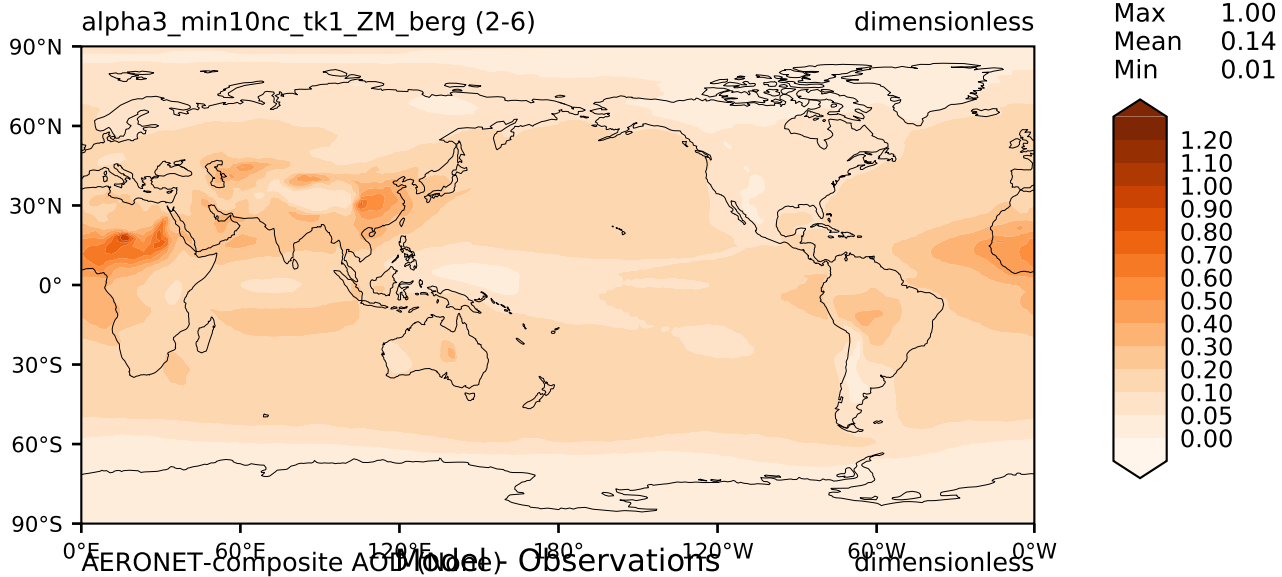 alpha3_min10nc_tk1_ZM_berg (2-6) dimensionless
Max 1.00
Mean 0.14
Min 0.01
90°N
60°N
30°N
0°
30°S
60°S
90°S
0°E 60°E 120°E 180° 120°W 60°W 0°W
1.20
1.10
1.00
0.90
0.80
0.70
0.60
0.50
0.40
0.30
0.20
0.10
0.05
0.00
AERONET-composite AOD (None) dimensionless
Model - Observations